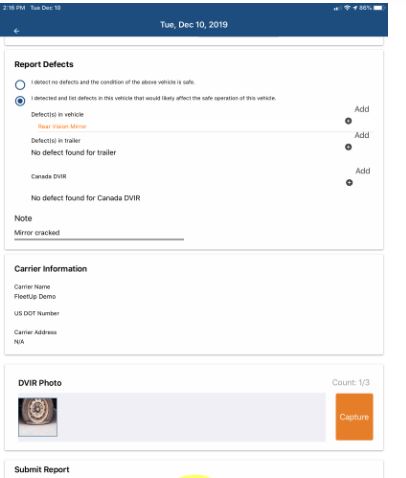 2:16 PM Tue Dec 10
86%
Tue, Dec 10, 2019
Report Defects
I detect no defects and the condition of the above vehicle is safe.
I detected and list defects in this vehicle that would likely affect the safe operation of this vehicle.
Defect(s) in vehicle
Add
Rear Vision Mirror
Defect(s) in trailer
Add
No defect found for trailer
Canada DVIR
Add
No defect found for Canada DVIR
Note
Mirror cracked
Carrier Information
Carrier Name
FleetUp Demo
US DOT Number
Carrier Address
N/A
DVIR Photo
Count: 1/3
Capture
Submit Report